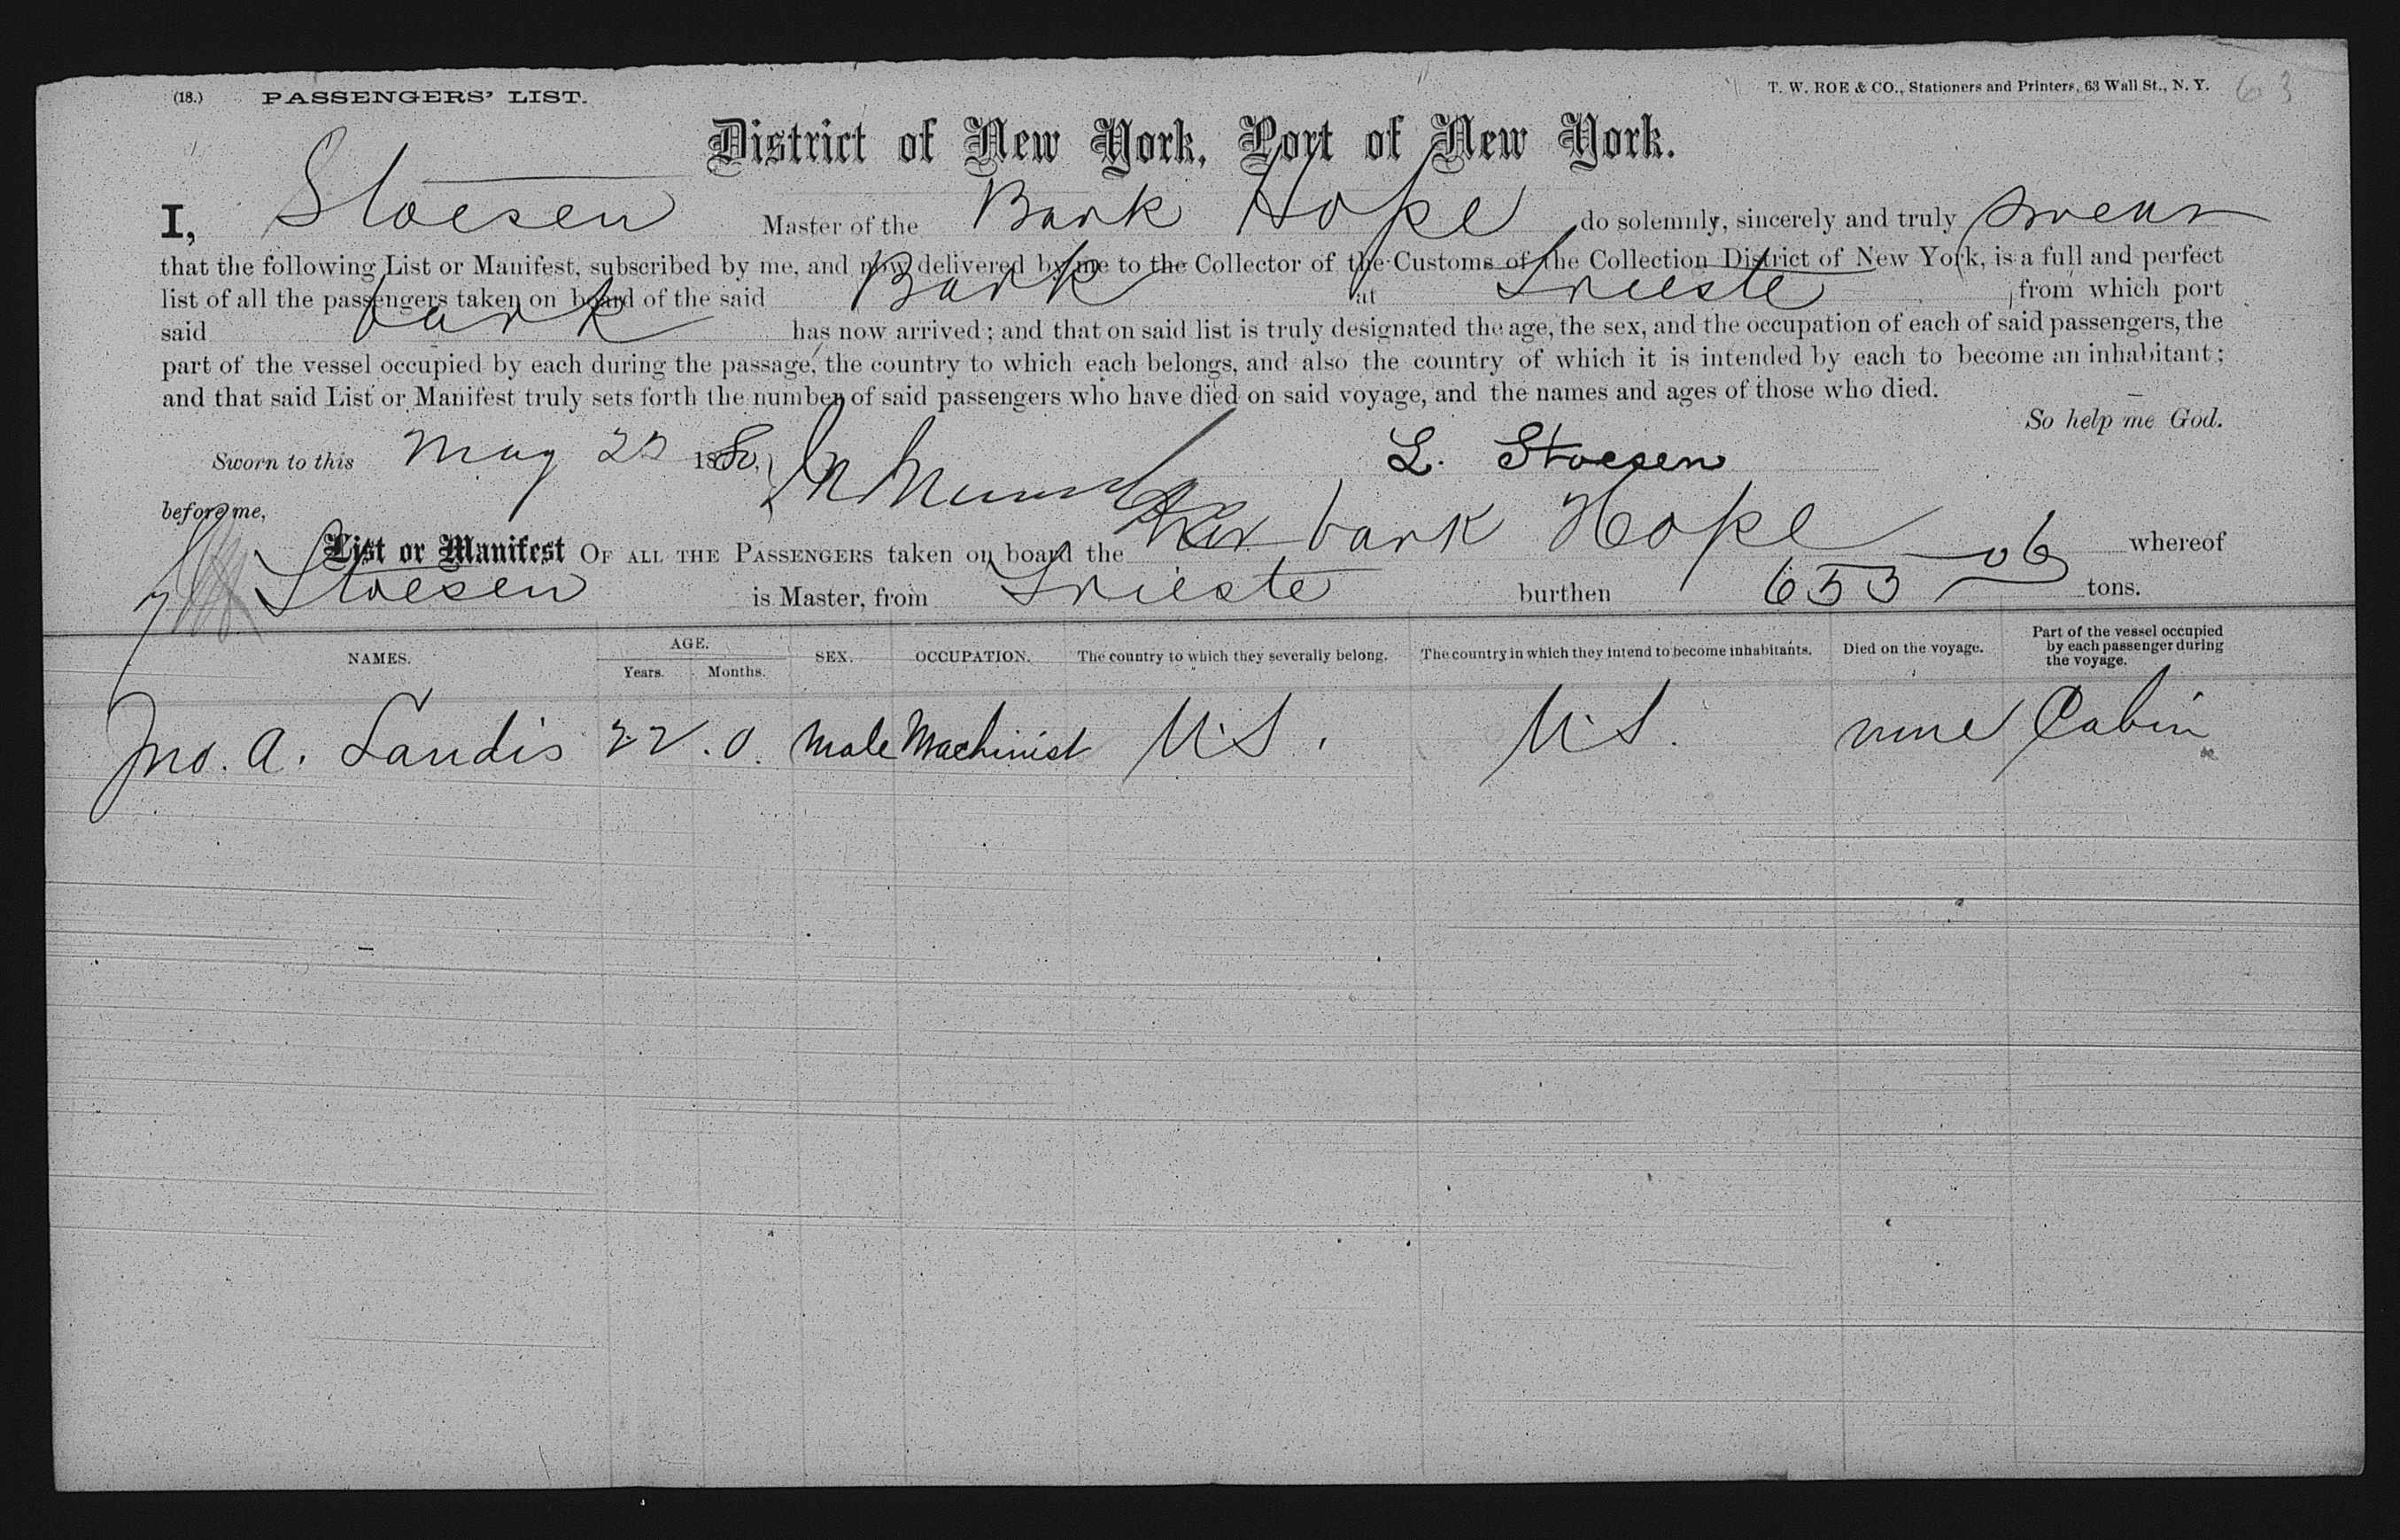 (18.) PASSENGERS' LIST. T. W. ROE & CO., Stationers and Printers, 63 Wall St., N. Y. 63
District of New York, Port of New York.
I, Stoesen Master of the Bark Hope do solemnly, sincerely and truly swear
that the following List or Manifest, subscribed by me, and now delivered by me to the Collector of the Customs of the Collection District of New York, is a full and perfect
list of all the passengers taken on board of the said Bark at Trieste from which port
said bark has now arrived; and that on said list is truly designated the age, the sex, and the occupation of each of said passengers, the
part of the vessel occupied by each during the passage, the country to which each belongs, and also the country of which it is intended by each to become an inhabitant;
and that said List or Manifest truly sets forth the number of said passengers who have died on said voyage, and the names and ages of those who died.
So help me God.
Sworn to this May 22 1880, L. Stoesen
before me,
List or Manifest OF ALL THE PASSENGERS taken on board the bark Hope whereof
Stoesen is Master, from Trieste burthen 653 06 tons.
NAMES. AGE. Years. Months. SEX. OCCUPATION. The country to which they severally belong. The country in which they intend to become inhabitants. Died on the voyage. Part of the vessel occupied by each passenger during the voyage.
Jno. A. Landis 22 . 0. Male Machinist U.S. U.S. none Cabin